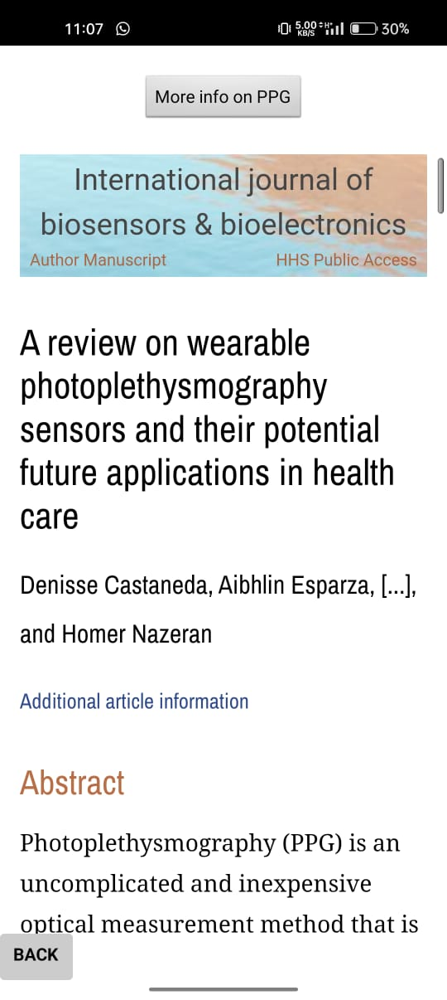 11:07
5.00 KB/S
H+
30%
More info on PPG
International journal of
biosensors & bioelectronics
Author Manuscript
HHS Public Access
A review on wearable
photoplethysmography
sensors and their potential
future applications in health
care
Denisse Castaneda, Aibhlin Esparza, [...],
and Homer Nazeran
Additional article information
Abstract
Photoplethysmography (PPG) is an
uncomplicated and inexpensive
optical measurement method that is
BACK